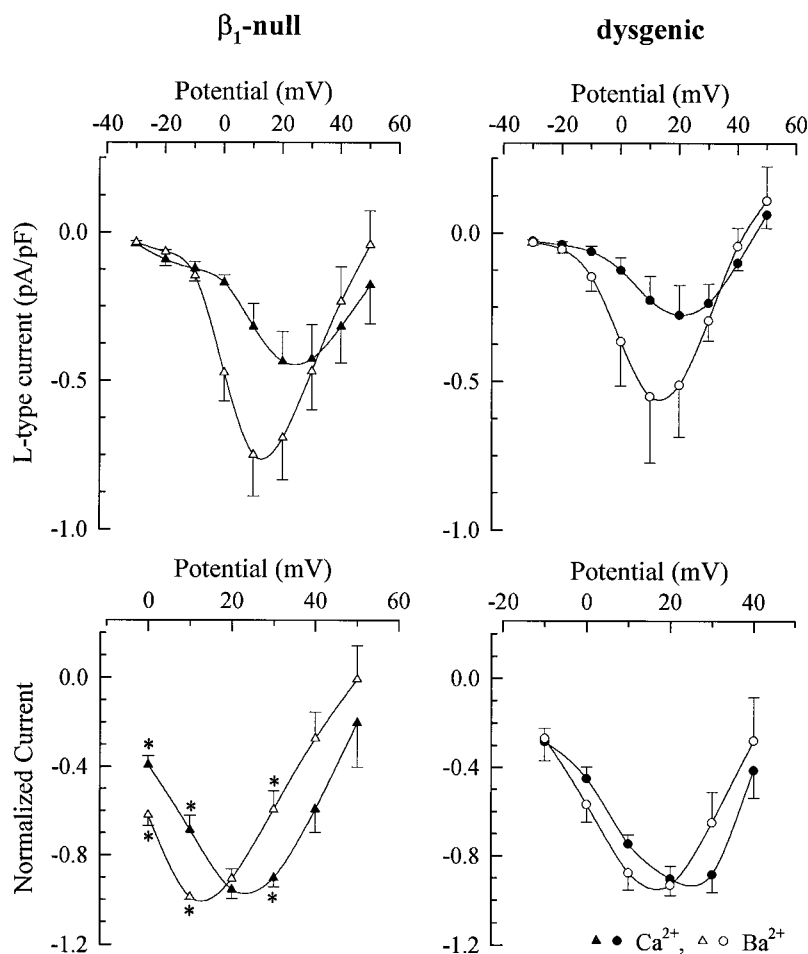 β₁-null
dysgenic
Potential (mV)
Potential (mV)
-40 -20 0 20 40 60
-20 0 20 40 60
L-type current (pA/pF)
0.0
-0.5
-1.0
0.0
-0.5
-1.0
Potential (mV)
Potential (mV)
0 20 40 60
-20 0 20 40
Normalized Current
0.0
-0.4
-0.8
-1.2
0.0
-0.4
-0.8
-1.2
* * * * * *
▲ ● Ca²⁺, △ ○ Ba²⁺